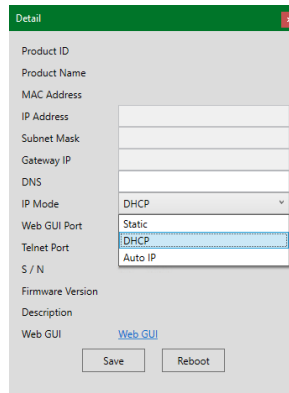 Detail x
Product ID
Product Name
MAC Address
IP Address
Subnet Mask
Gateway IP
DNS
IP Mode DHCP
Web GUI Port Static
DHCP
Telnet Port
Auto IP
S / N
Firmware Version
Description
Web GUI Web GUI
Save Reboot